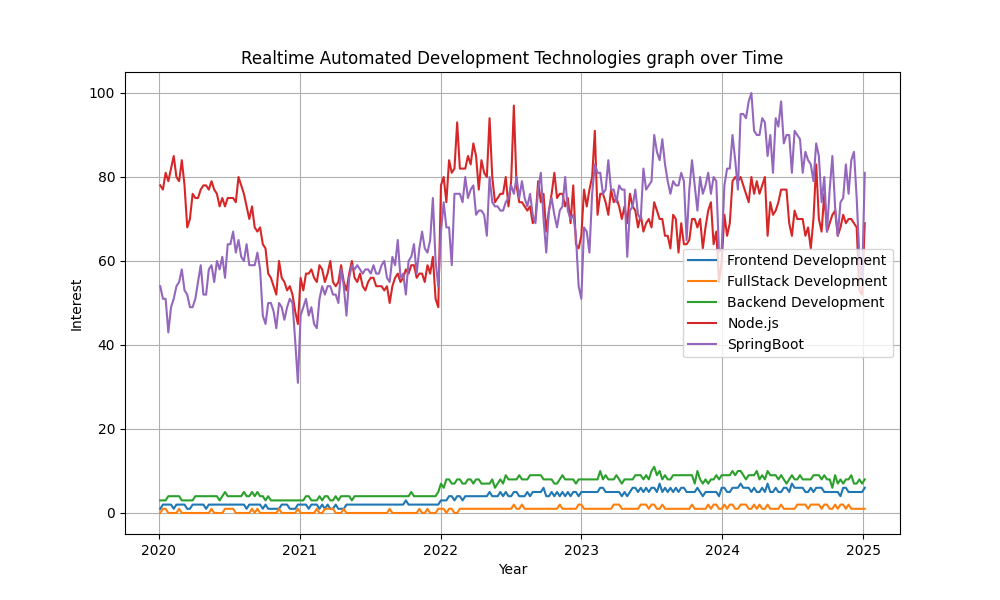 Realtime Automated Development Technologies graph over Time
Interest
100
80
60
40
20
0
Frontend Development
FullStack Development
Backend Development
Node.js
SpringBoot
2020
2021
2022
2023
2024
2025
Year